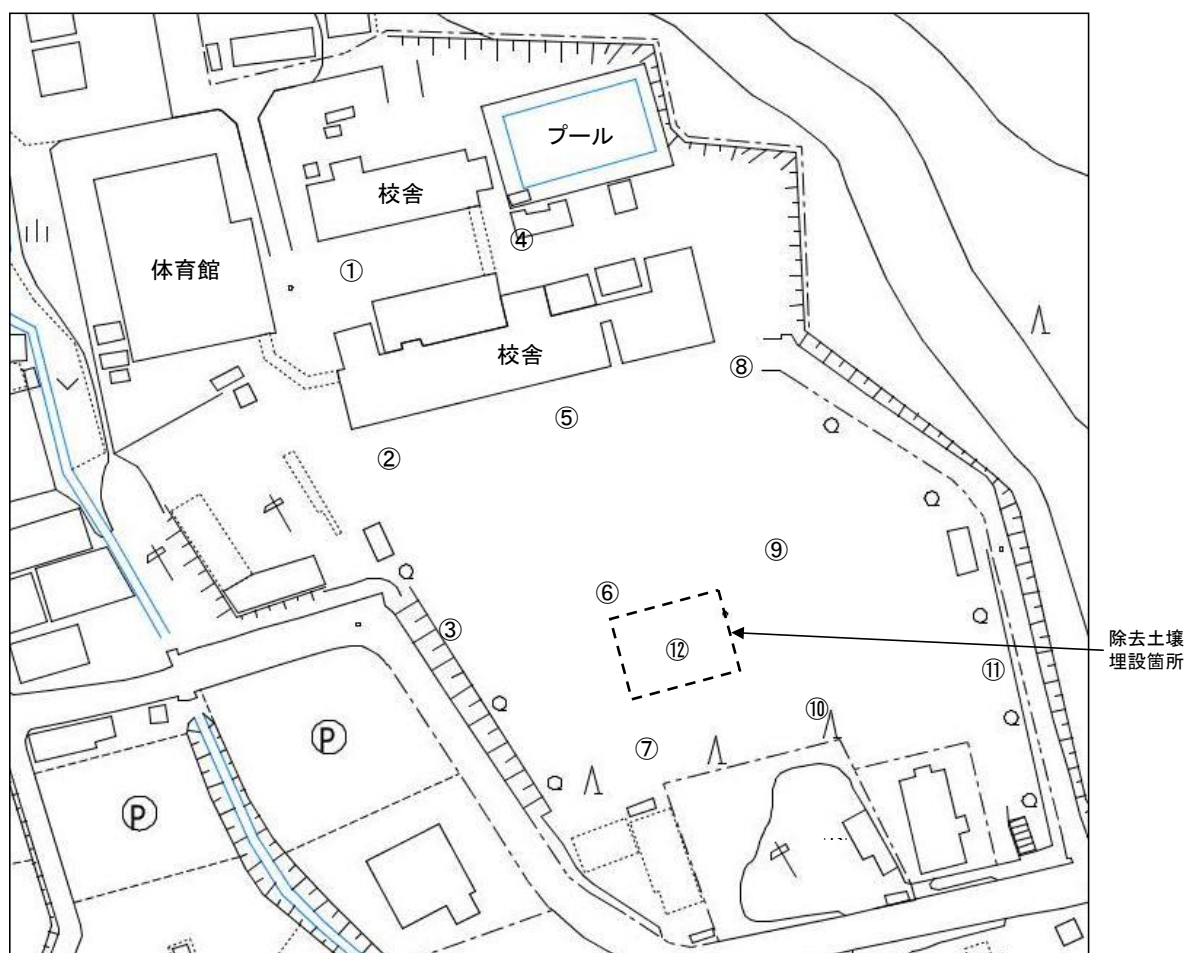 プール
校舎
④
体育館
①
校舎
⑧
⑤
②
⑨
⑥
③
⑫
除去土壌
埋設箇所
⑪
⑩
Ⓟ
⑦
Ⓟ